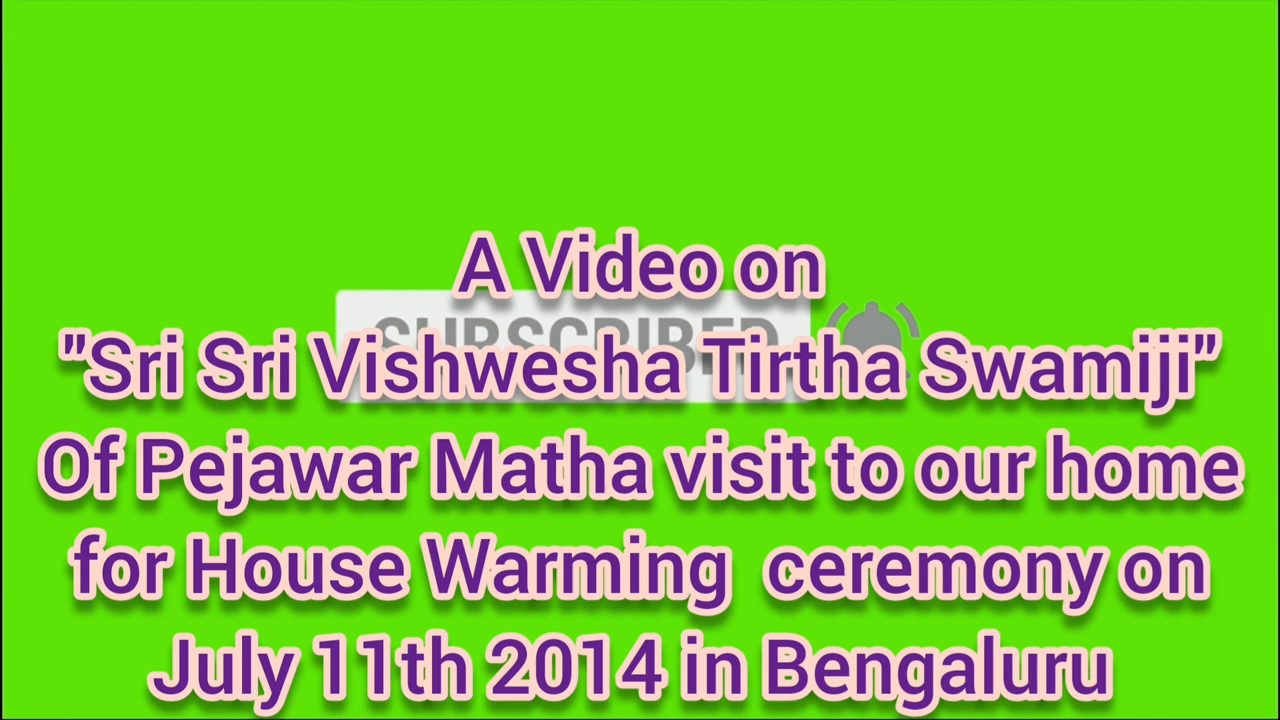 A Video on
SUBSCRIBED
"Sri Sri Vishwesha Tirtha Swamiji"
Of Pejawar Matha visit to our home
for House Warming ceremony on
July 11th 2014 in Bengaluru